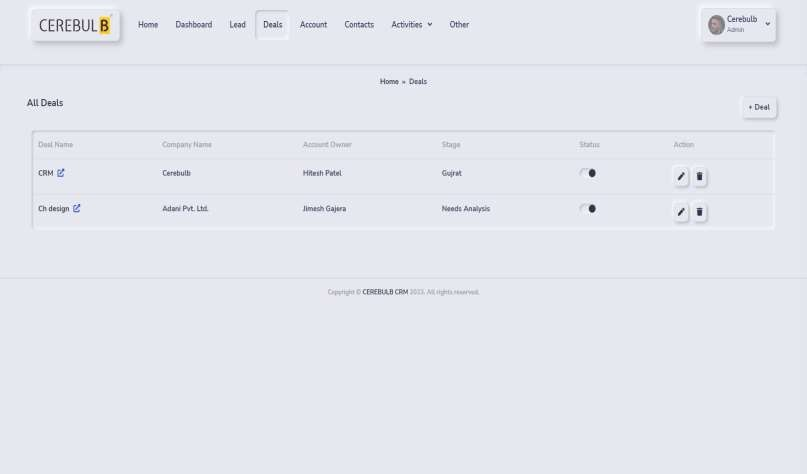 CEREBULB Home Dashboard Lead Deals Account Contacts Activities Other Cerebulb
Admin
Home » Deals
All Deals
+ Deal
Deal Name Company Name Account Owner Stage Status Action
CRM Cerebulb Hitesh Patel Gujrat
Ch design Adani Pvt. Ltd. Jimesh Gajera Needs Analysis
Copyright © CEREBULB CRM 2023. All rights reserved.